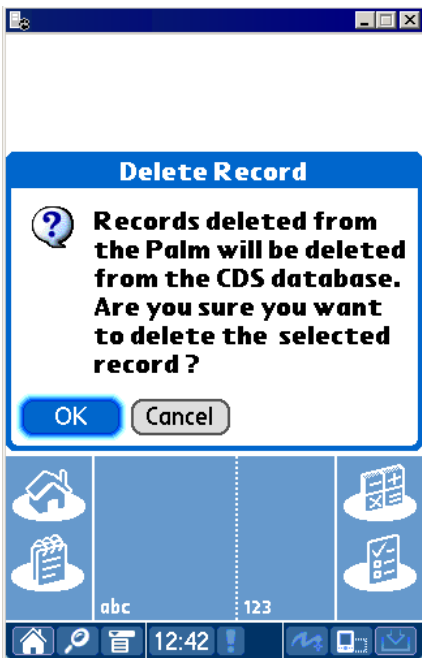 Delete Record
Records deleted from
the Palm will be deleted
from the CDS database.
Are you sure you want
to delete the selected
record ?
OK Cancel
abc 123
12:42